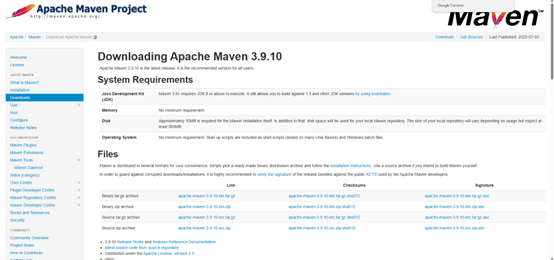 Apache Maven Project
http://maven.apache.org/
Google Translate
Maven
Apache / Maven / Download Apache Maven
Download | Get Sources | Last Published: 2025-07-03
Welcome
License
ABOUT MAVEN
What is Maven?
Installation
Downloads
Use
Run
Configure
Release Notes
DOCUMENTATION
Maven Plugins
Maven Extensions
Maven Tools
Maven Daemon
Index (category)
User Centre
Plugin Developer Centre
Maven Repository Centre
Maven Developer Centre
Books and Resources
Security
COMMUNITY
Community Overview
Project Roles
How to Contribute
Downloading Apache Maven 3.9.10
Apache Maven 3.9.10 is the latest release: it is the recommended version for all users.
System Requirements
Java Development Kit (JDK) Maven 3.9+ requires JDK 8 or above to execute. It still allows you to build against 1.3 and other JDK versions by using toolchains.
Memory No minimum requirement
Disk Approximately 10MB is required for the Maven installation itself. In addition to that, disk space will be used for your local Maven repository. The size of your local repository will vary depending on usage but expect at least 500MB.
Operating System No minimum requirement. Start up scripts are included as shell scripts (tested on many Unix flavors) and Windows batch files.
Files
Maven is distributed in several formats for your convenience. Simply pick a ready-made binary distribution archive and follow the installation instructions. Use a source archive if you intend to build Maven yourself.
In order to guard against corrupted downloads/installations, it is highly recommended to verify the signature of the release bundles against the public KEYS used by the Apache Maven developers.
Link Checksums Signature
Binary tar.gz archive apache-maven-3.9.10-bin.tar.gz apache-maven-3.9.10-bin.tar.gz.sha512 apache-maven-3.9.10-bin.tar.gz.asc
Binary zip archive apache-maven-3.9.10-bin.zip apache-maven-3.9.10-bin.zip.sha512 apache-maven-3.9.10-bin.zip.asc
Source tar.gz archive apache-maven-3.9.10-src.tar.gz apache-maven-3.9.10-src.tar.gz.sha512 apache-maven-3.9.10-src.tar.gz.asc
Source zip archive apache-maven-3.9.10-src.zip apache-maven-3.9.10-src.zip.sha512 apache-maven-3.9.10-src.zip.asc
3.9.10 Release Notes and Release Reference Documentation
latest source code from source repository
Distributed under the Apache License, version 2.0
other: